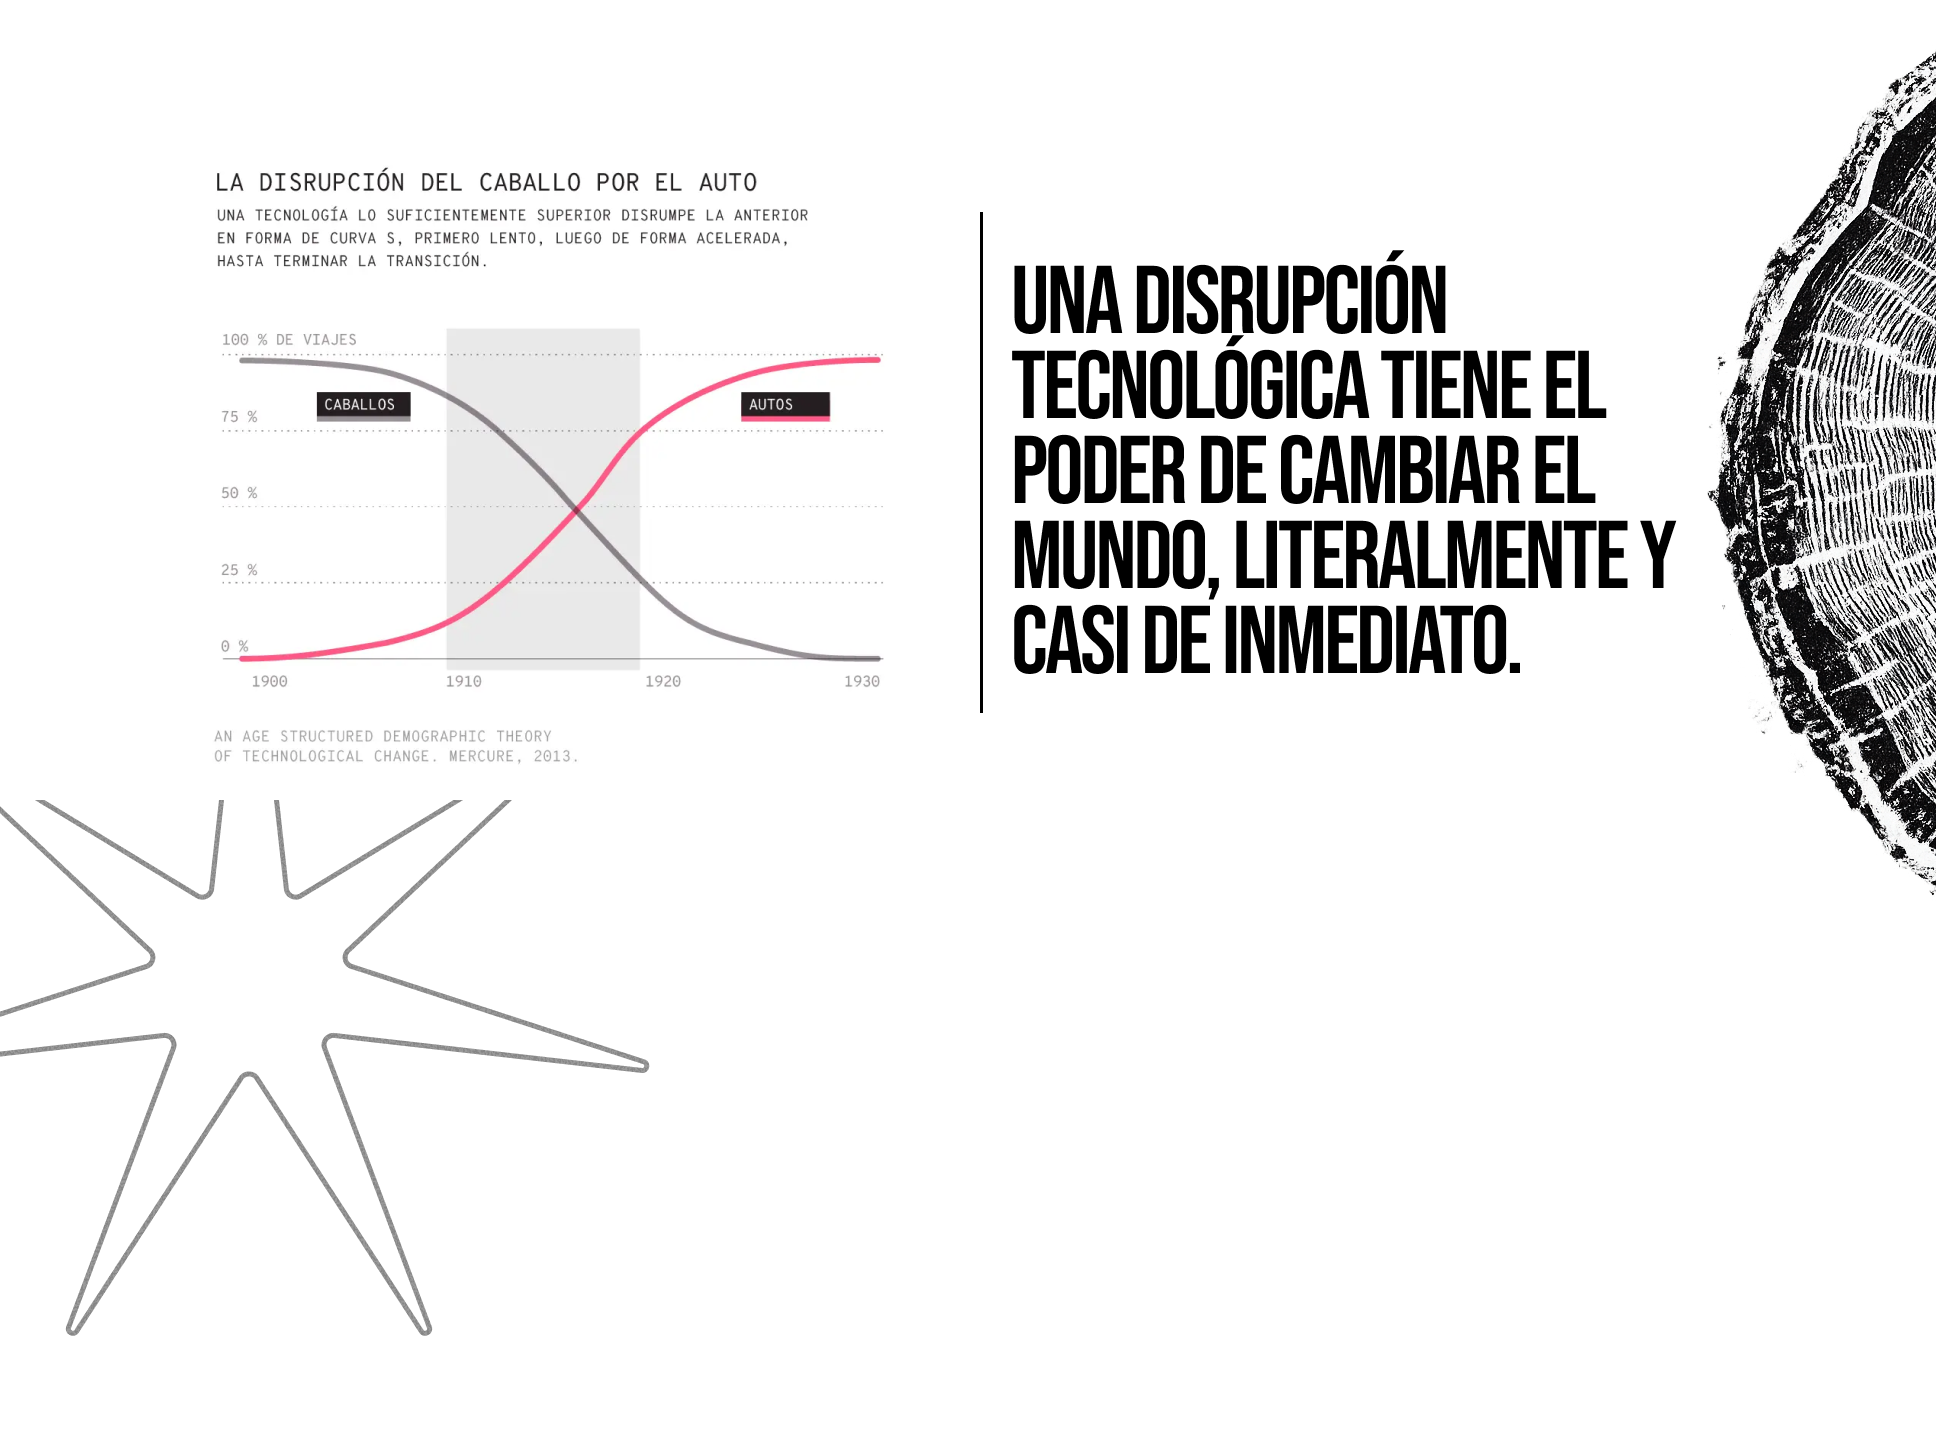 LA DISRUPCIÓN DEL CABALLO POR EL AUTO
UNA TECNOLOGÍA LO SUFICIENTEMENTE SUPERIOR DISRUMPE LA ANTERIOR
EN FORMA DE CURVA S, PRIMERO LENTO, LUEGO DE FORMA ACELERADA,
HASTA TERMINAR LA TRANSICIÓN.
100 % DE VIAJES
CABALLOS
AUTOS
75 %
50 %
25 %
0 %
1900
1910
1920
1930
AN AGE STRUCTURED DEMOGRAPHIC THEORY
OF TECHNOLOGICAL CHANGE. MERCURE, 2013.
UNA DISRUPCIÓN
TECNOLÓGICA TIENE EL
PODER DE CAMBIAR EL
MUNDO, LITERALMENTE Y
CASI DE INMEDIATO.